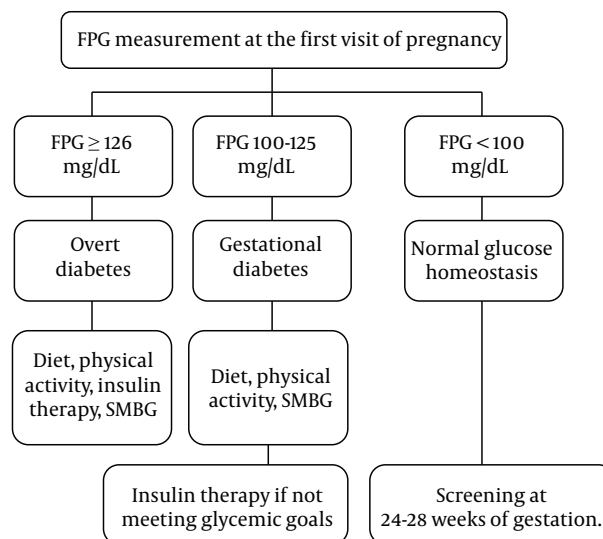 FPG measurement at the first visit of pregnancy
FPG ≥ 126
mg/dL
FPG 100-125
mg/dL
FPG < 100
mg/dL
Overt
diabetes
Gestational
diabetes
Normal glucose
homeostasis
Diet, physical
activity, insulin
therapy, SMBG
Diet, physical
activity, SMBG
Insulin therapy if not
meeting glycemic goals
Screening at
24-28 weeks of gestation.